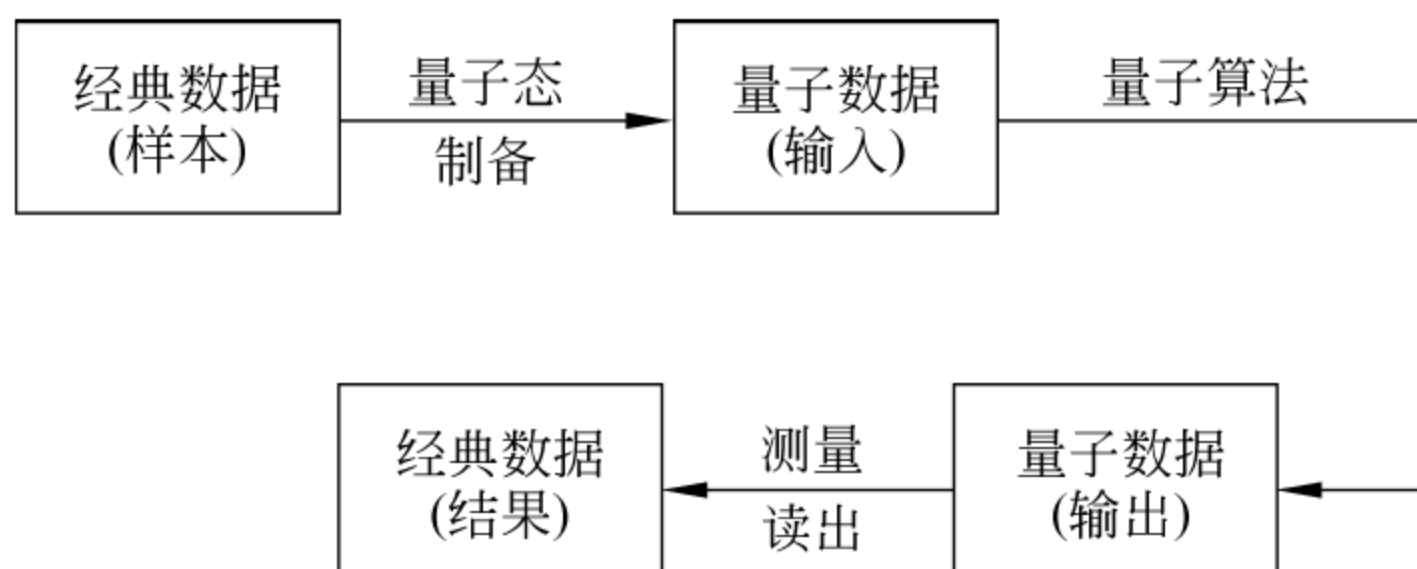 经典数据
(样本)
量子态
制备
量子数据
(输入)
量子算法
经典数据
(结果)
测量
读出
量子数据
(输出)